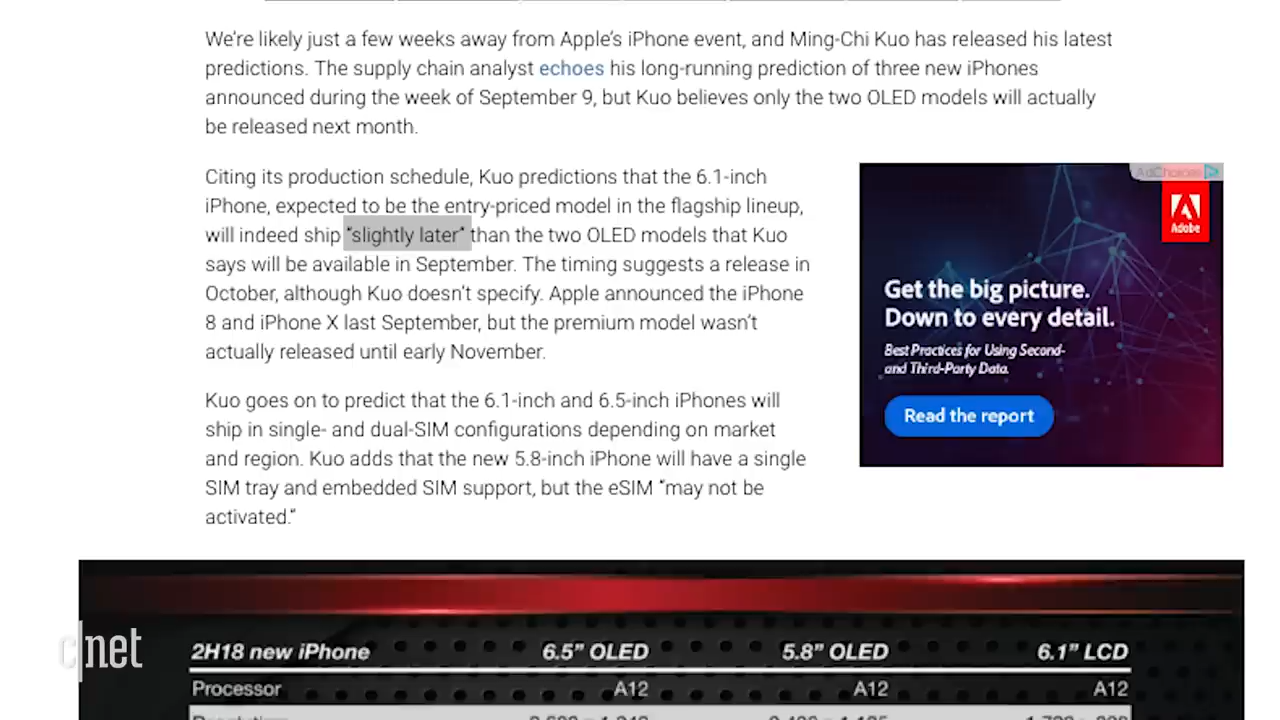 We're likely just a few weeks away from Apple's iPhone event, and Ming-Chi Kuo has released his latest
predictions. The supply chain analyst echoes his long-running prediction of three new iPhones
announced during the week of September 9, but Kuo believes only the two OLED models will actually
be released next month.
Citing its production schedule, Kuo predictions that the 6.1-inch
iPhone, expected to be the entry-priced model in the flagship lineup,
will indeed ship “slightly later” than the two OLED models that Kuo
says will be available in September. The timing suggests a release in
October, although Kuo doesn't specify. Apple announced the iPhone
8 and iPhone X last September, but the premium model wasn't
actually released until early November.
Kuo goes on to predict that the 6.1-inch and 6.5-inch iPhones will
ship in single- and dual-SIM configurations depending on market
and region. Kuo adds that the new 5.8-inch iPhone will have a single
SIM tray and embedded SIM support, but the eSIM “may not be
activated.”
AdChoices
Adobe
Get the big picture.
Down to every detail.
Best Practices for Using Second-
and Third-Party Data.
Read the report
c|net
2H18 new iPhone 6.5” OLED 5.8” OLED 6.1” LCD
Processor A12 A12 A12